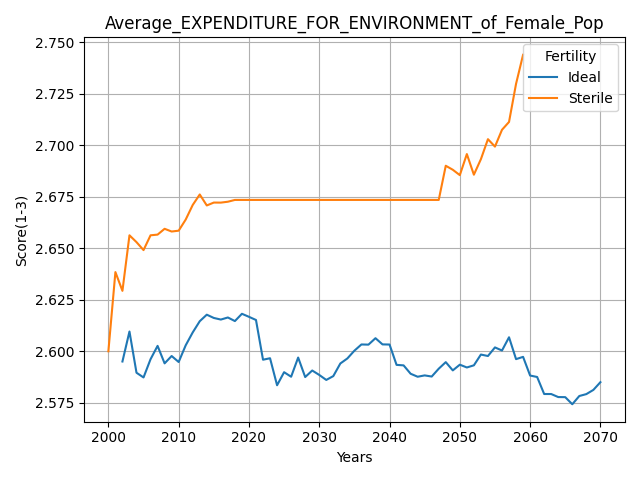 Average_EXPENDITURE_FOR_ENVIRONMENT_of_Female_Pop
2.750
2.725
2.700
2.675
2.650
2.625
2.600
2.575
Score(1-3)
Fertility
Ideal
Sterile
2000 2010 2020 2030 2040 2050 2060 2070
Years